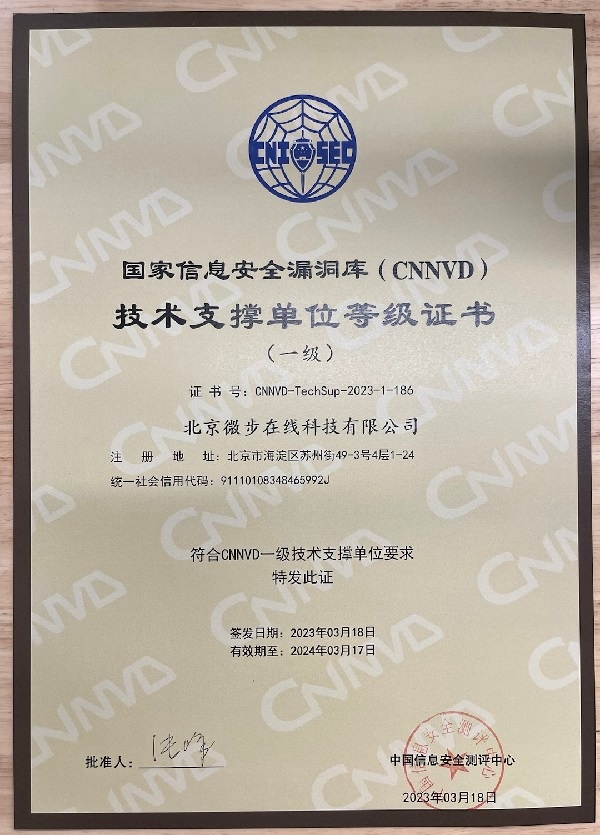 CNI SEC
国家信息安全漏洞库（CNNVD）
技术支撑单位等级证书
（一级）
证 书 号：CNNVD-TechSup-2023-1-186
北京微步在线科技有限公司
注 册 地 址：北京市海淀区苏州街49-3号4层1-24
统一社会信用代码：91110108348465992J
符合CNNVD一级技术支撑单位要求
特发此证
签发日期：2023年03月18日
有效期至：2024年03月17日
批准人：
中国信息安全测评中心
2023年03月18日